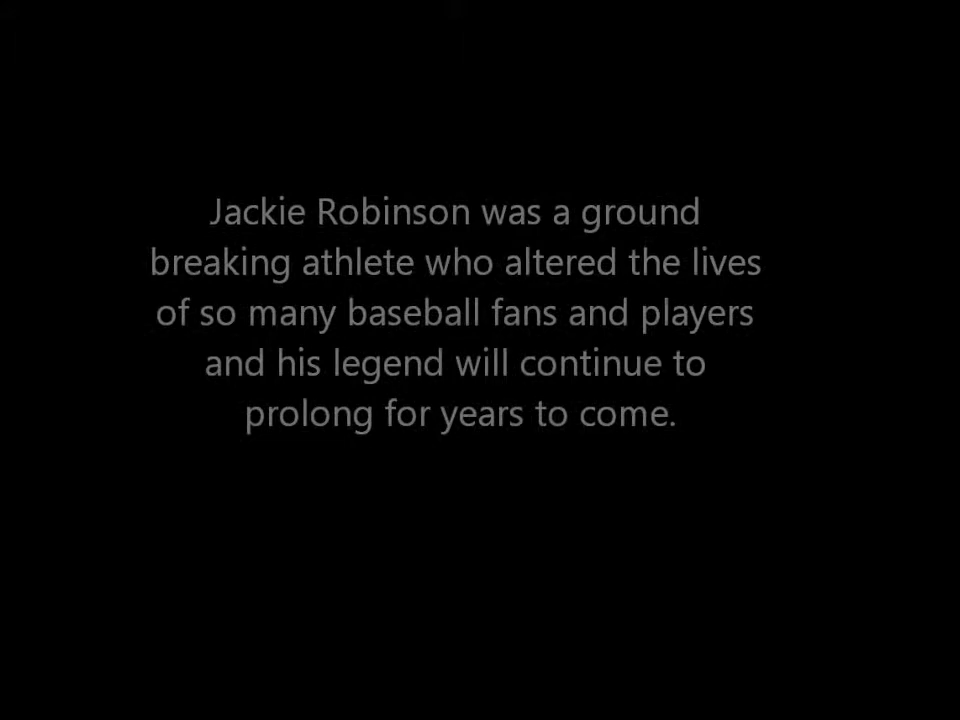 Jackie Robinson was a ground
breaking athlete who altered the lives
of so many baseball fans and players
and his legend will continue to
prolong for years to come.